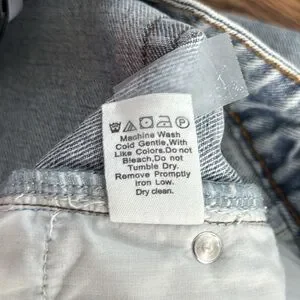 Machine Wash
Cold Gentle,With
Like Colors.Do not
Bleach,Do not
Tumble Dry.
Remove Promptly
Iron Low.
Dry clean.